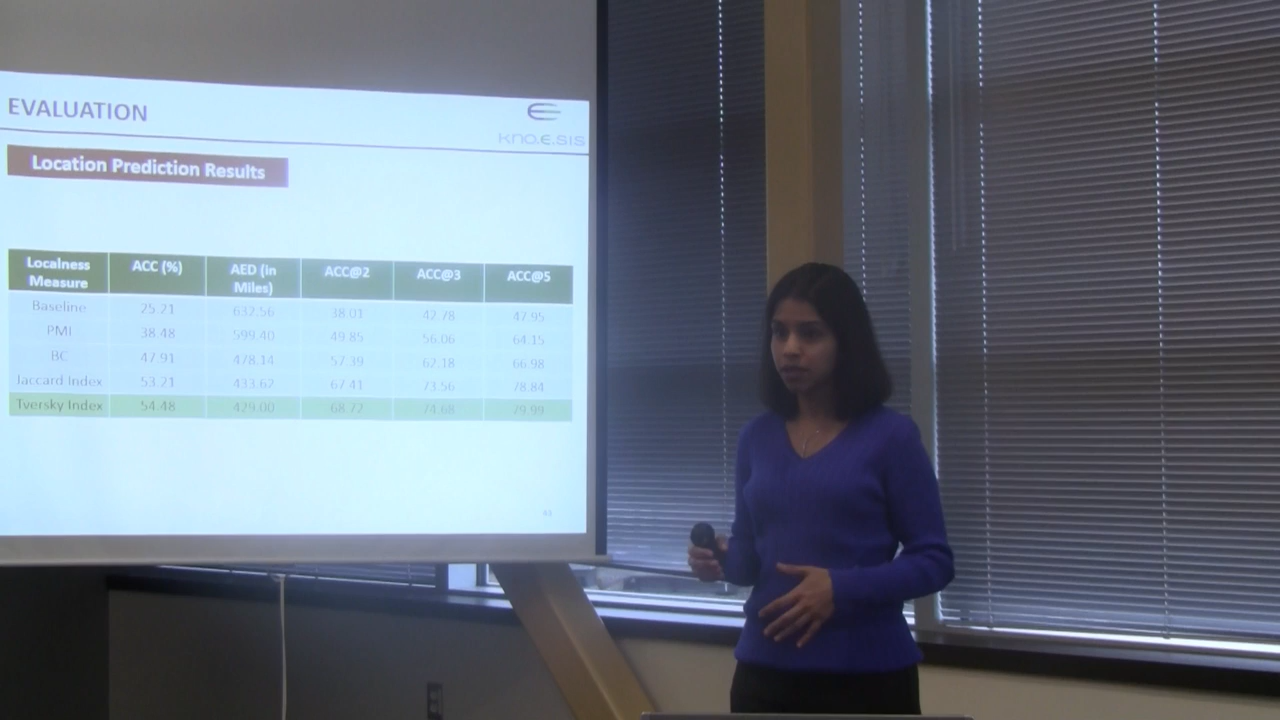 EVALUATION
kno.e.sis
Location Prediction Results
Localness Measure ACC (%) AED (in Miles) ACC@2 ACC@3 ACC@5
Baseline 25.21 632.56 38.01 42.78 47.95
PMI 38.48 599.40 49.85 56.06 64.15
BC 47.91 478.14 57.39 62.18 66.98
Jaccard Index 53.21 433.62 67.41 73.56 78.84
Tversky Index 54.48 429.00 68.72 74.68 79.99